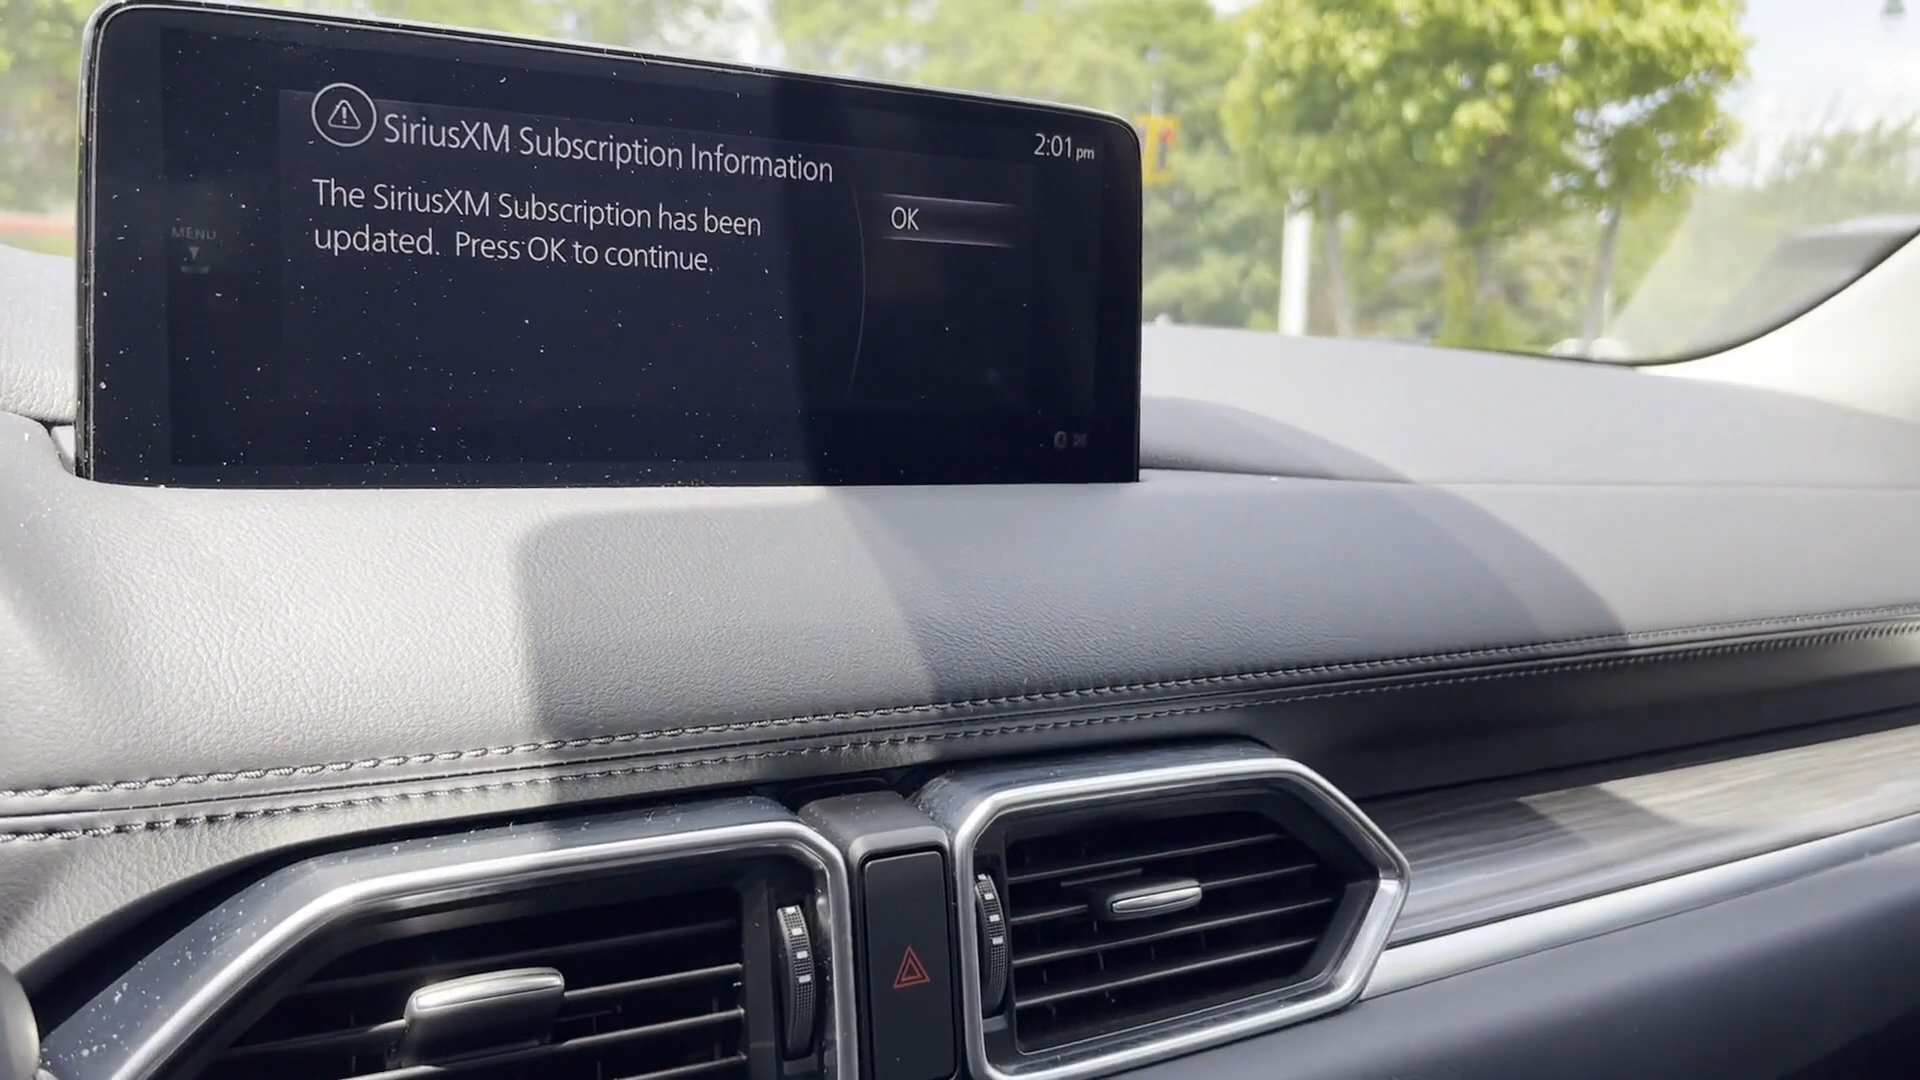 SiriusXM Subscription Information
2:01 pm
The SiriusXM Subscription has been
updated. Press OK to continue.
OK
MENU